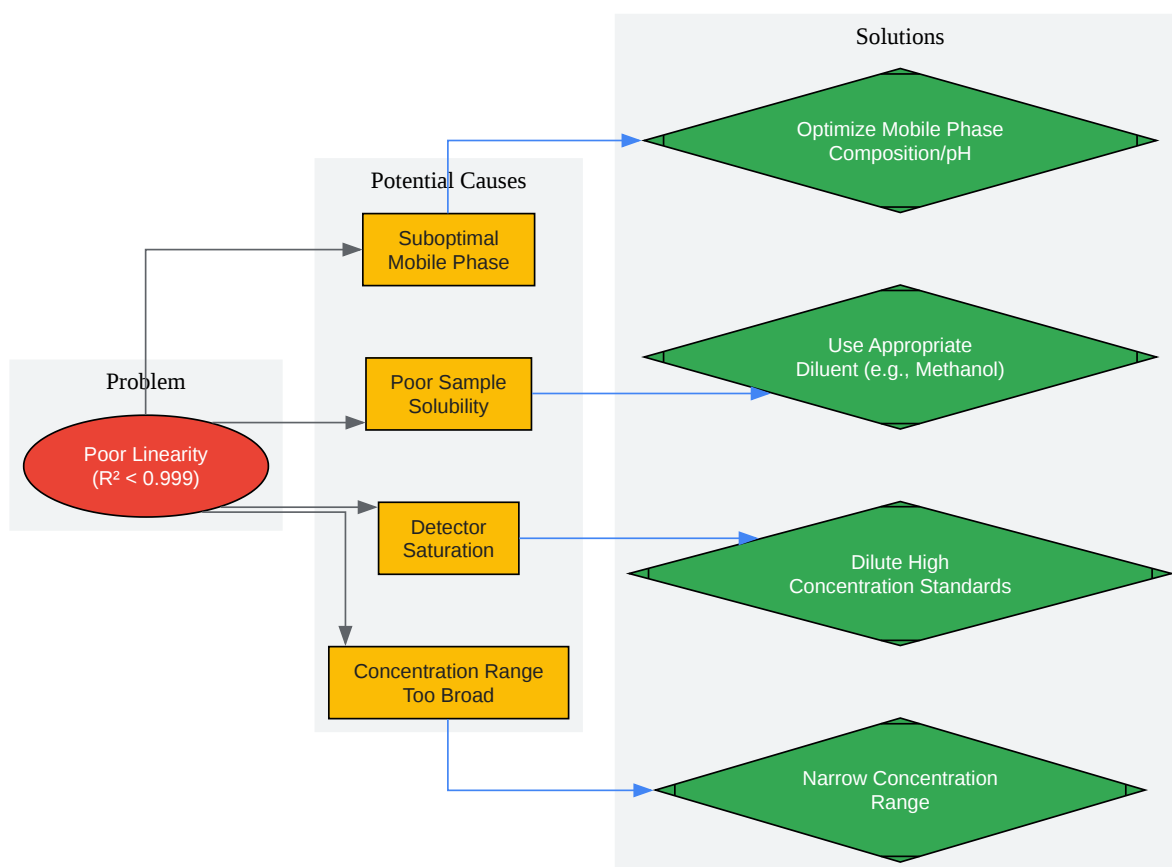 Problem
Poor Linearity
(R² < 0.999)
Potential Causes
Suboptimal
Mobile Phase
Poor Sample
Solubility
Detector
Saturation
Concentration Range
Too Broad
Solutions
Optimize Mobile Phase
Composition/pH
Use Appropriate
Diluent (e.g., Methanol)
Dilute High
Concentration Standards
Narrow Concentration
Range